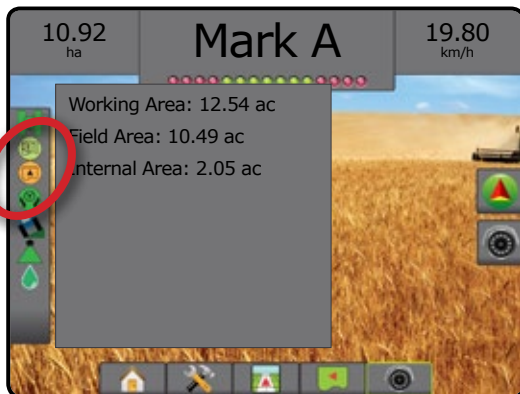 10.92
ha
Mark A
19.80
km/h
Working Area: 12.54 ac
Field Area: 10.49 ac
Internal Area: 2.05 ac